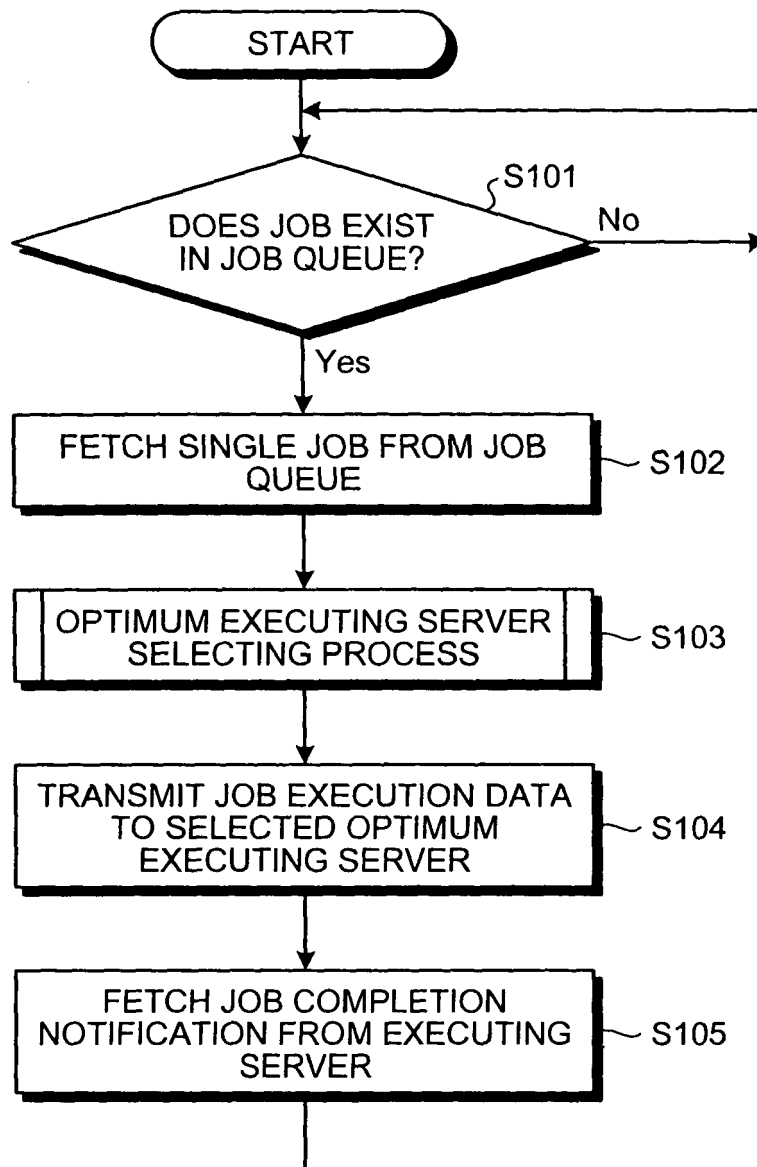 START
S101
DOES JOB EXIST
IN JOB QUEUE?
No
Yes
FETCH SINGLE JOB FROM JOB
QUEUE
S102
OPTIMUM EXECUTING SERVER
SELECTING PROCESS
S103
TRANSMIT JOB EXECUTION DATA
TO SELECTED OPTIMUM
EXECUTING SERVER
S104
FETCH JOB COMPLETION
NOTIFICATION FROM EXECUTING
SERVER
S105